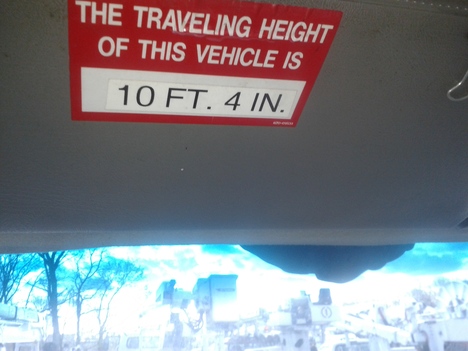 THE TRAVELING HEIGHT
OF THIS VEHICLE IS
10 FT. 4 IN.